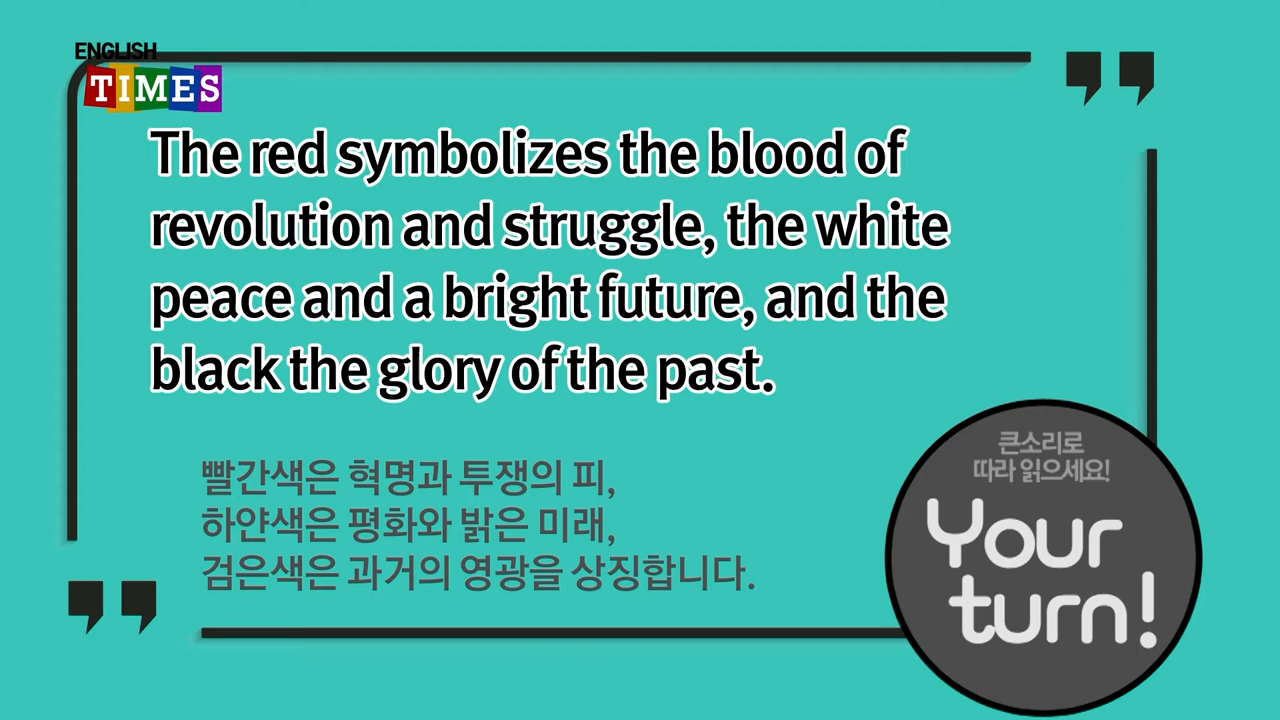 ENGLISH
TIMES
The red symbolizes the blood of
revolution and struggle, the white
peace and a bright future, and the
black the glory of the past.
빨간색은 혁명과 투쟁의 피,
하얀색은 평화와 밝은 미래,
검은색은 과거의 영광을 상징합니다.
큰소리로
따라 읽으세요!
Your
turn!